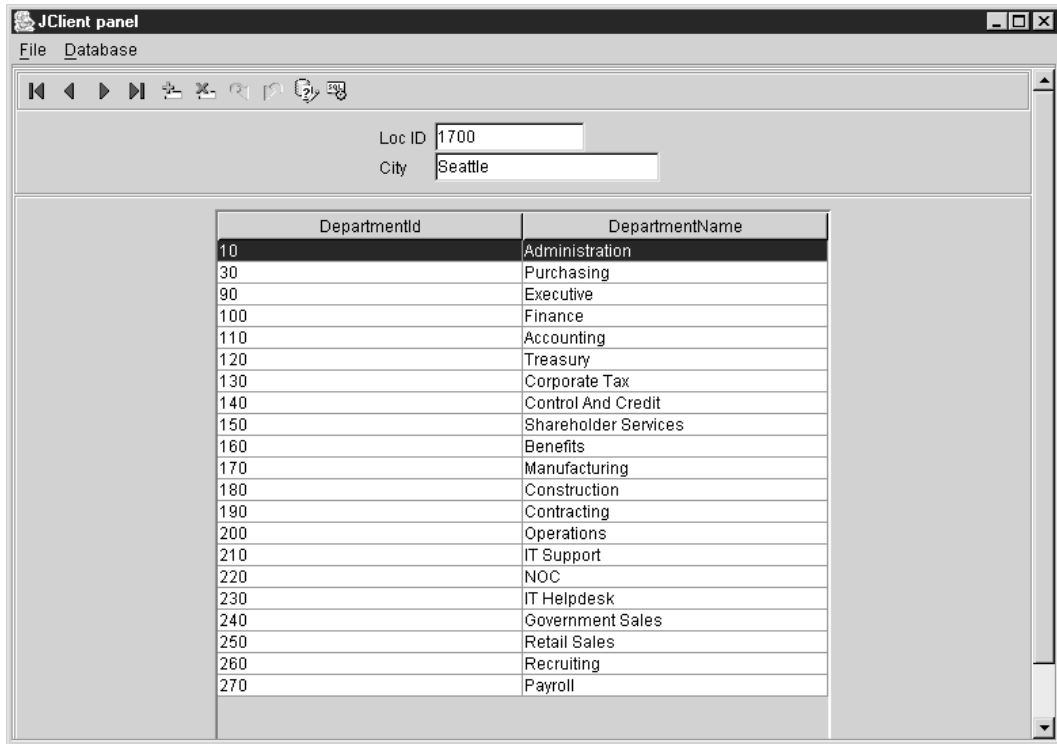 JClient panel
File Database
Loc ID 1700
City Seattle
DepartmentId DepartmentName
10 Administration
30 Purchasing
90 Executive
100 Finance
110 Accounting
120 Treasury
130 Corporate Tax
140 Control And Credit
150 Shareholder Services
160 Benefits
170 Manufacturing
180 Construction
190 Contracting
200 Operations
210 IT Support
220 NOC
230 IT Helpdesk
240 Government Sales
250 Retail Sales
260 Recruiting
270 Payroll